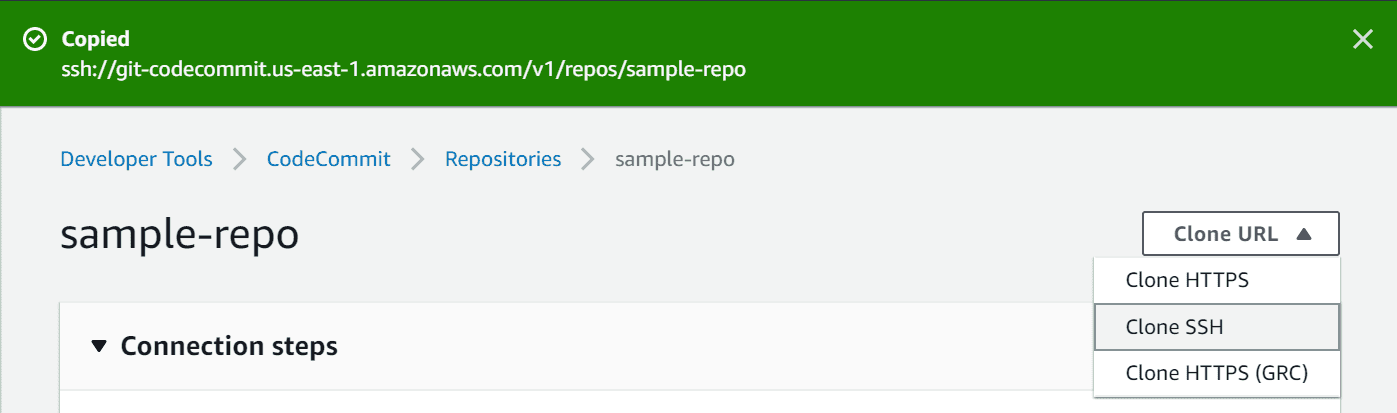 Copied
ssh://git-codecommit.us-east-1.amazonaws.com/v1/repos/sample-repo
Developer Tools > CodeCommit > Repositories > sample-repo
sample-repo
Clone URL
Clone HTTPS
Clone SSH
Clone HTTPS (GRC)
Connection steps